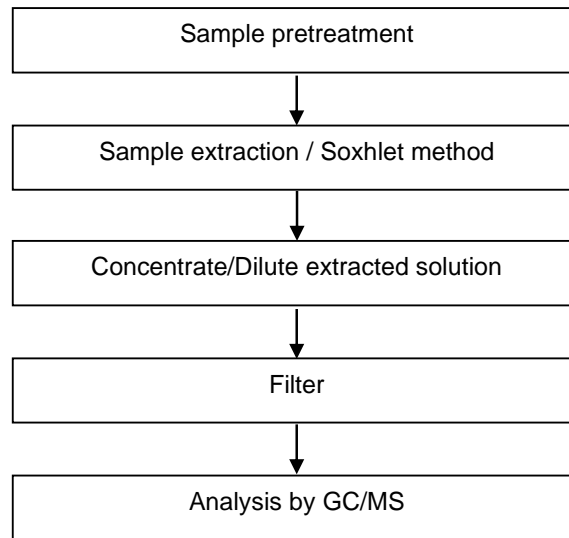 Sample pretreatment
Sample extraction / Soxhlet method
Concentrate/Dilute extracted solution
Filter
Analysis by GC/MS